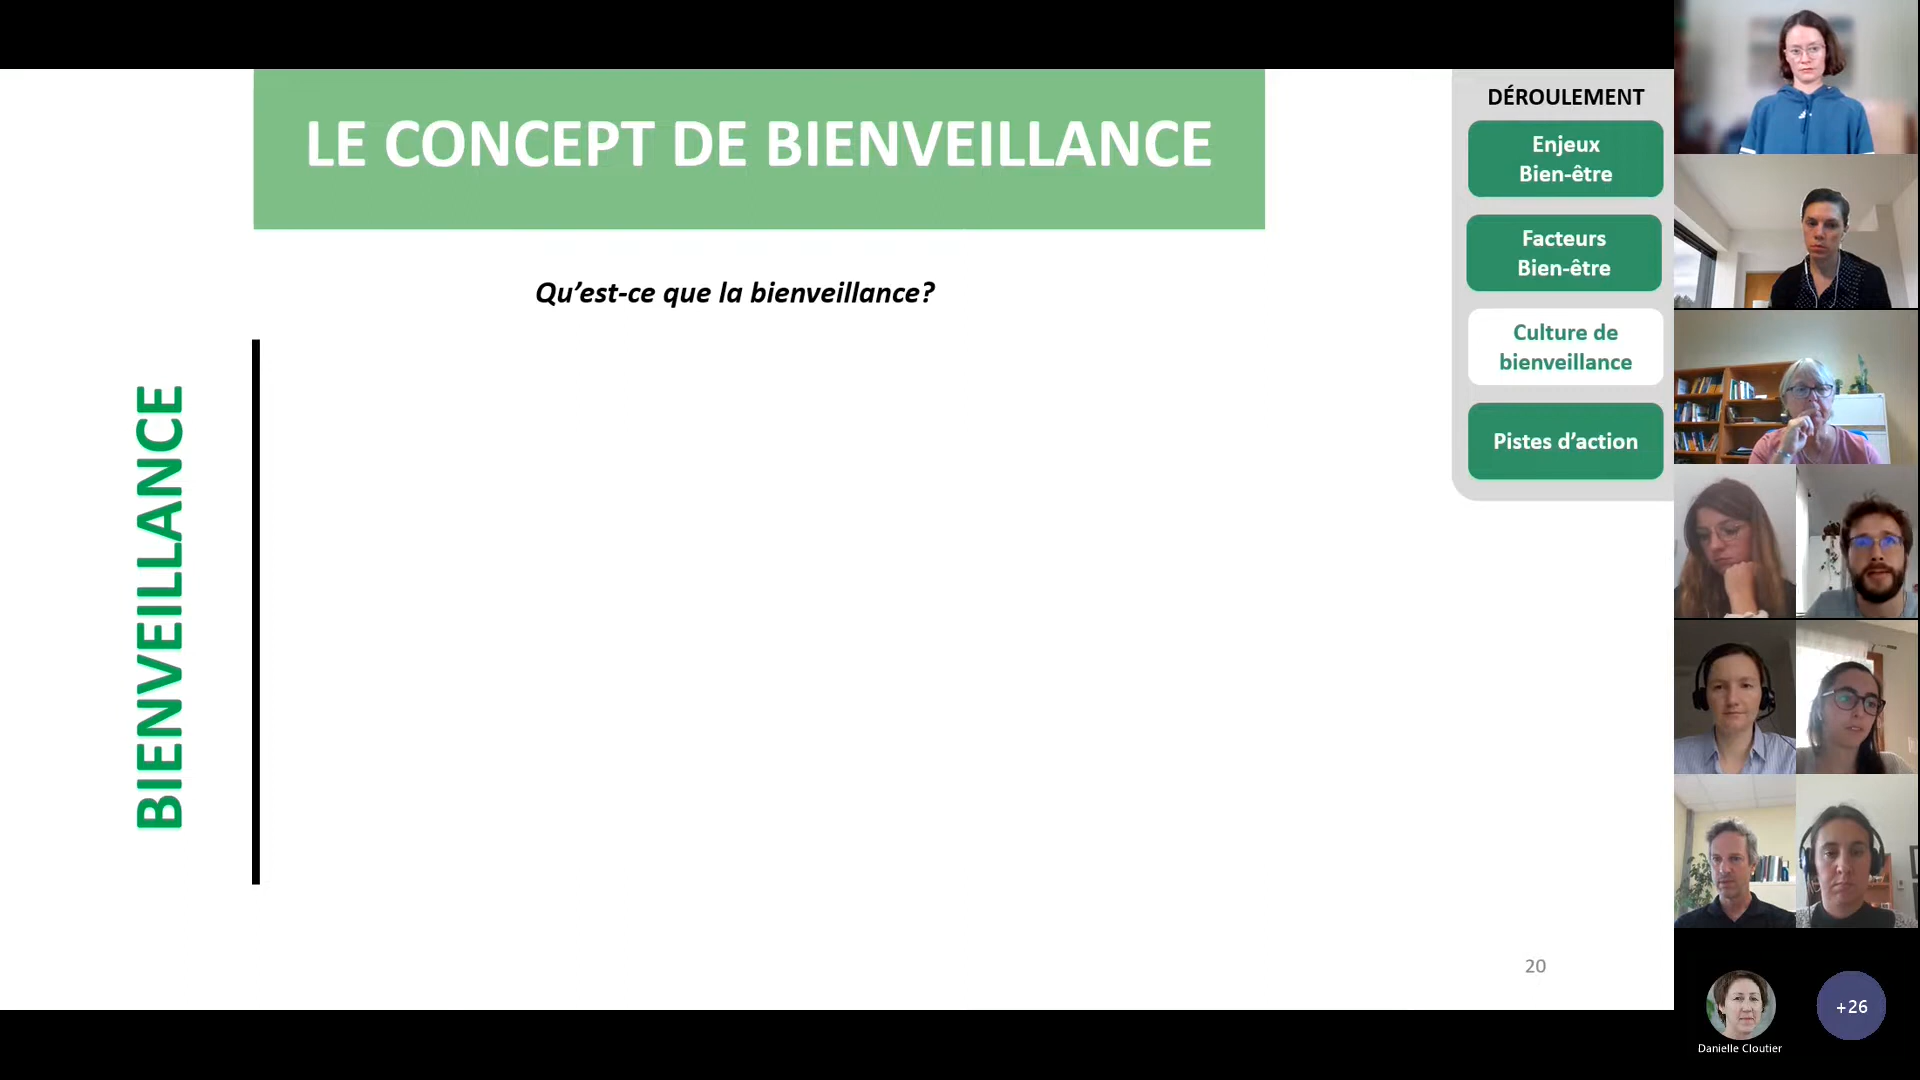 LE CONCEPT DE BIENVEILLANCE
Qu’est-ce que la bienveillance?
BIENVEILLANCE
DÉROULEMENT
Enjeux
Bien-être
Facteurs
Bien-être
Culture de
bienveillance
Pistes d’action
20
Danielle Cloutier
+26